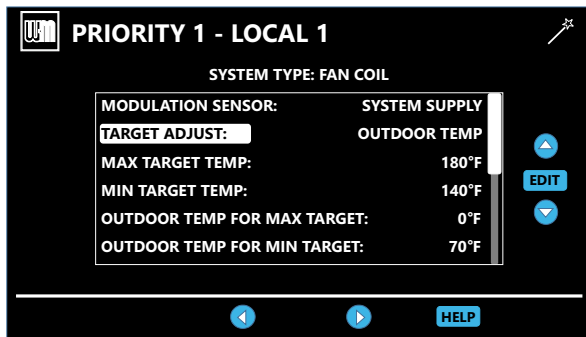 WM PRIORITY 1 - LOCAL 1
SYSTEM TYPE: FAN COIL
MODULATION SENSOR: SYSTEM SUPPLY
TARGET ADJUST: OUTDOOR TEMP
MAX TARGET TEMP: 180°F
MIN TARGET TEMP: 140°F
OUTDOOR TEMP FOR MAX TARGET: 0°F
OUTDOOR TEMP FOR MIN TARGET: 70°F
EDIT
HELP